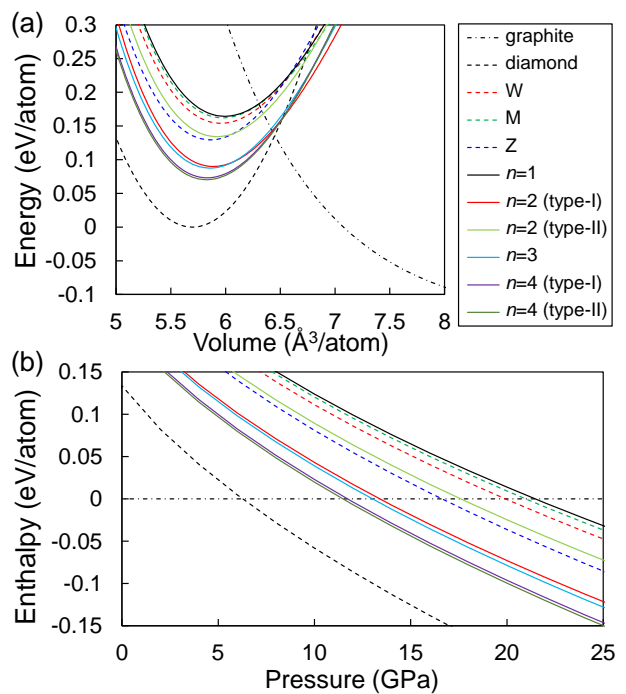 (a)
Energy (eV/atom)
0.3
0.25
0.2
0.15
0.1
0.05
0
-0.05
-0.1
5 5.5 6 6.5 7 7.5 8
Volume (Å3/atom)
graphite
diamond
W
M
Z
n=1
n=2 (type-I)
n=2 (type-II)
n=3
n=4 (type-I)
n=4 (type-II)
(b)
Enthalpy (eV/atom)
0.15
0.1
0.05
0
-0.05
-0.1
-0.15
0 5 10 15 20 25
Pressure (GPa)